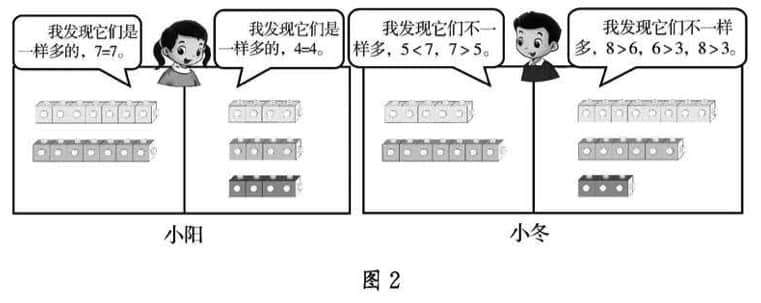 我发现它们是
一样多的，7=7。
我发现它们是
一样多的，4=4。
我发现它们不一
样多，5＜7，7＞5。
我发现它们不一样
多，8＞6，6＞3，8＞3。
小阳
小冬
图 2